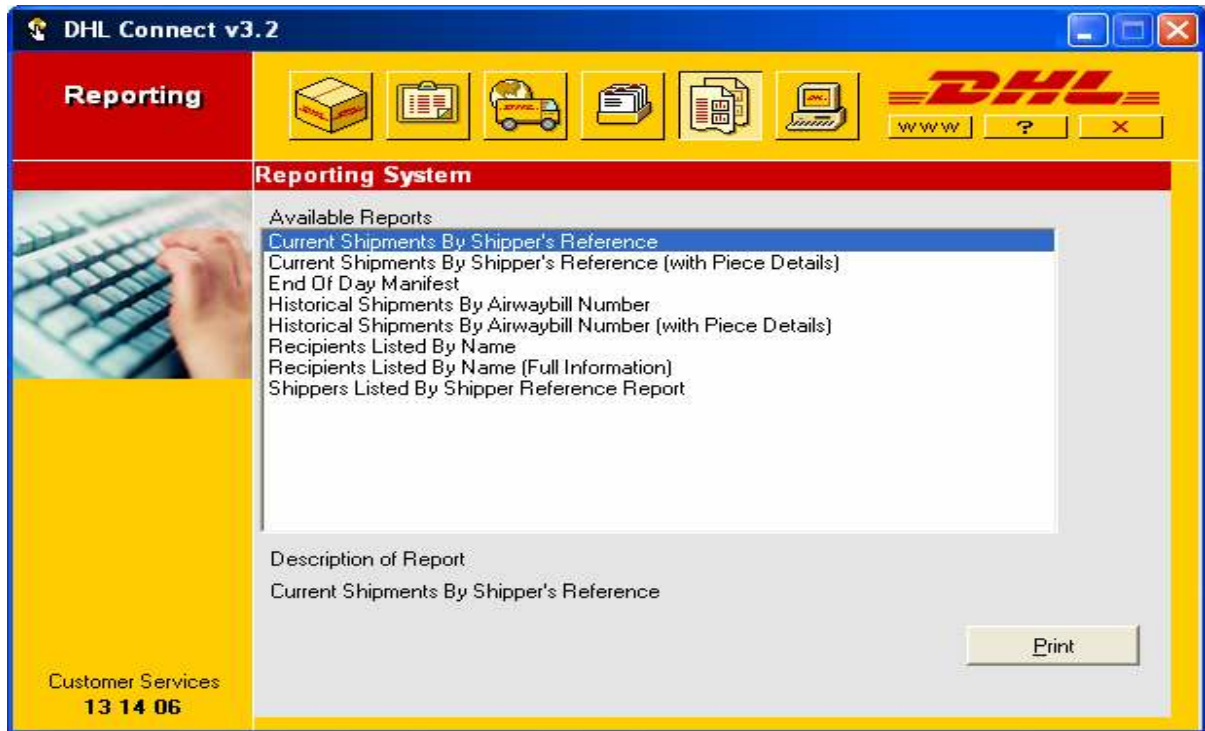 DHL Connect v3.2
Reporting
DHL
WWW ? X
Reporting System
Available Reports
Current Shipments By Shipper's Reference
Current Shipments By Shipper's Reference (with Piece Details)
End Of Day Manifest
Historical Shipments By Airwaybill Number
Historical Shipments By Airwaybill Number (with Piece Details)
Recipients Listed By Name
Recipients Listed By Name (Full Information)
Shippers Listed By Shipper Reference Report
Description of Report
Current Shipments By Shipper's Reference
Print
Customer Services
13 14 06